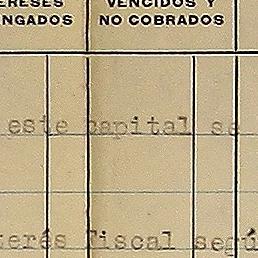 ERESES
VENCIDOS Y
NGADOS
NO COBRADOS
este capital se
terés Fiscal segú